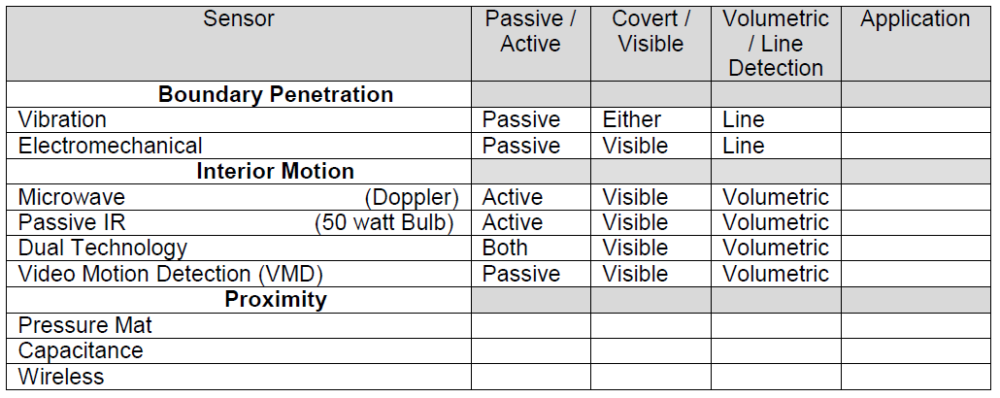 Sensor Passive / Active Covert / Visible Volumetric / Line Detection Application
Boundary Penetration
Vibration Passive Either Line
Electromechanical Passive Visible Line
Interior Motion
Microwave (Doppler) Active Visible Volumetric
Passive IR (50 watt Bulb) Active Visible Volumetric
Dual Technology Both Visible Volumetric
Video Motion Detection (VMD) Passive Visible Volumetric
Proximity
Pressure Mat
Capacitance
Wireless